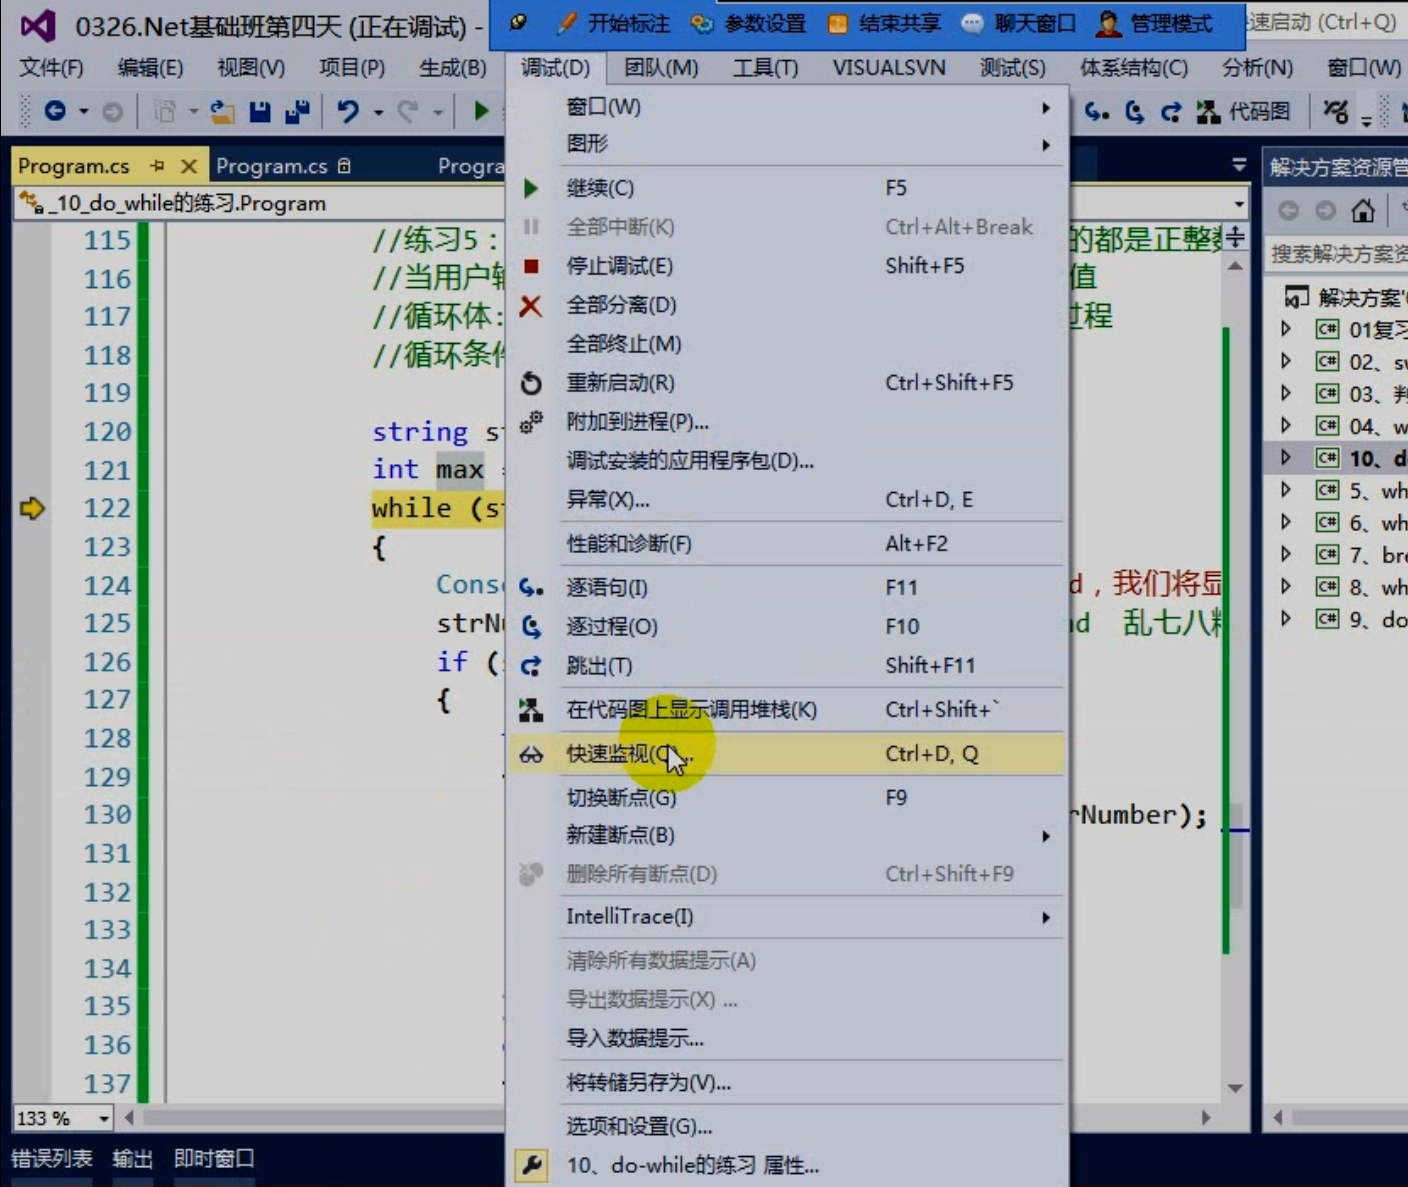 0326.Net基础班第四天 (正在调试) -
开始标注 参数设置 结束共享 聊天窗口 管理模式
速启动 (Ctrl+Q)
文件(F) 编辑(E) 视图(V) 项目(P) 生成(B) 调试(D) 团队(M) 工具(T) VISUALSVN 测试(S) 体系结构(C) 分析(N) 窗口(W)
代码图
Program.cs Program.cs Progra
_10_do_while的练习.Program
115 //练习5: 的都是正整数
116 //当用户输 值
117 //循环体: 过程
118 //循环条件
119
120 string st
121 int max =
122 while (st
123 {
124 Conso d，我们将显
125 strNu nd 乱七八糟
126 if (s
127 {
128
129
130 rNumber);
131
132
133
134
135
136
137
133 %
错误列表 输出 即时窗口
窗口(W)
图形
继续(C) F5
全部中断(K) Ctrl+Alt+Break
停止调试(E) Shift+F5
全部分离(D)
全部终止(M)
重新启动(R) Ctrl+Shift+F5
附加到进程(P)...
调试安装的应用程序包(D)...
异常(X)... Ctrl+D, E
性能和诊断(F) Alt+F2
逐语句(I) F11
逐过程(O) F10
跳出(T) Shift+F11
在代码图上显示调用堆栈(K) Ctrl+Shift+`
快速监视(Q)... Ctrl+D, Q
切换断点(G) F9
新建断点(B)
删除所有断点(D) Ctrl+Shift+F9
IntelliTrace(I)
清除所有数据提示(A)
导出数据提示(X) ...
导入数据提示...
将转储另存为(V)...
选项和设置(G)...
10、do-while的练习 属性...
解决方案资源管
搜索解决方案资
解决方案'
C# 01复习
C# 02、sw
C# 03、判
C# 04、w
C# 10、d
C# 5、wh
C# 6、wh
C# 7、bre
C# 8、wh
C# 9、do